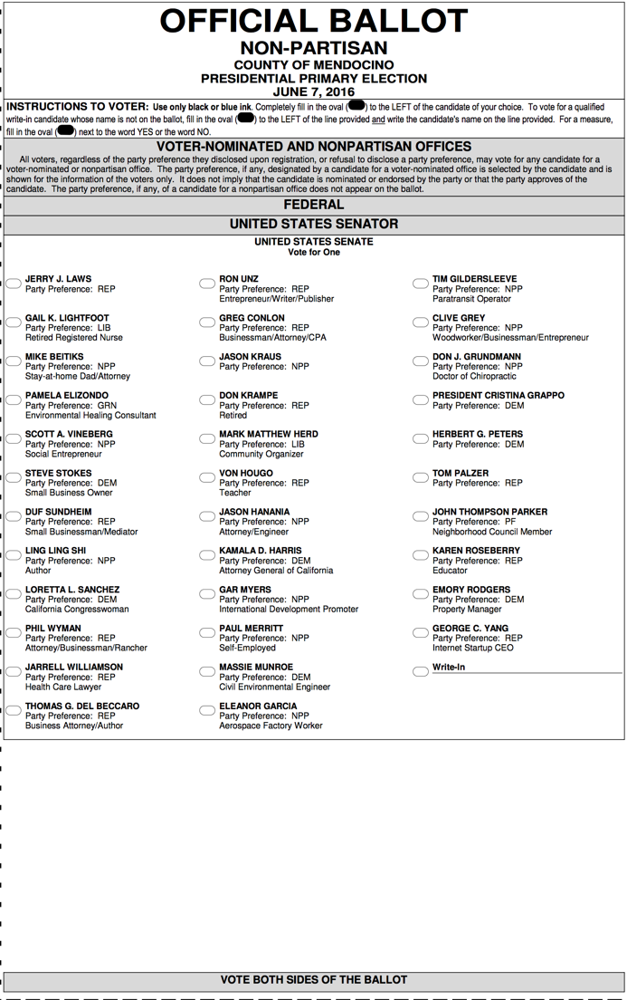 OFFICIAL BALLOT
NON-PARTISAN
COUNTY OF MENDOCINO
PRESIDENTIAL PRIMARY ELECTION
JUNE 7, 2016
INSTRUCTIONS TO VOTER: Use only black or blue ink. Completely fill in the oval ( ) to the LEFT of the candidate of your choice. To vote for a qualified
write-in candidate whose name is not on the ballot, fill in the oval ( ) to the LEFT of the line provided and write the candidate's name on the line provided. For a measure,
fill in the oval ( ) next to the word YES or the word NO.
VOTER-NOMINATED AND NONPARTISAN OFFICES
All voters, regardless of the party preference they disclosed upon registration, or refusal to disclose a party preference, may vote for any candidate for a
voter-nominated or nonpartisan office. The party preference, if any, designated by a candidate for a voter-nominated office is selected by the candidate and is
shown for the information of the voters only. It does not imply that the candidate is nominated or endorsed by the party or that the party approves of the
candidate. The party preference, if any, of a candidate for a nonpartisan office does not appear on the ballot.
FEDERAL
UNITED STATES SENATOR
UNITED STATES SENATE
Vote for One
JERRY J. LAWS
Party Preference: REP
GAIL K. LIGHTFOOT
Party Preference: LIB
Retired Registered Nurse
MIKE BEITIKS
Party Preference: NPP
Stay-at-home Dad/Attorney
PAMELA ELIZONDO
Party Preference: GRN
Environmental Healing Consultant
SCOTT A. VINEBERG
Party Preference: NPP
Social Entrepreneur
STEVE STOKES
Party Preference: DEM
Small Business Owner
DUF SUNDHEIM
Party Preference: REP
Small Businessman/Mediator
LING LING SHI
Party Preference: NPP
Author
LORETTA L. SANCHEZ
Party Preference: DEM
California Congresswoman
PHIL WYMAN
Party Preference: REP
Attorney/Businessman/Rancher
JARRELL WILLIAMSON
Party Preference: REP
Health Care Lawyer
THOMAS G. DEL BECCARO
Party Preference: REP
Business Attorney/Author
RON UNZ
Party Preference: REP
Entrepreneur/Writer/Publisher
GREG CONLON
Party Preference: REP
Businessman/Attorney/CPA
JASON KRAUS
Party Preference: NPP
DON KRAMPE
Party Preference: REP
Retired
MARK MATTHEW HERD
Party Preference: LIB
Community Organizer
VON HOUGO
Party Preference: REP
Teacher
JASON HANANIA
Party Preference: NPP
Attorney/Engineer
KAMALA D. HARRIS
Party Preference: DEM
Attorney General of California
GAR MYERS
Party Preference: NPP
International Development Promoter
PAUL MERRITT
Party Preference: NPP
Self-Employed
MASSIE MUNROE
Party Preference: DEM
Civil Environmental Engineer
ELEANOR GARCIA
Party Preference: NPP
Aerospace Factory Worker
TIM GILDERSLEEVE
Party Preference: NPP
Paratransit Operator
CLIVE GREY
Party Preference: NPP
Woodworker/Businessman/Entrepreneur
DON J. GRUNDMANN
Party Preference: NPP
Doctor of Chiropractic
PRESIDENT CRISTINA GRAPPO
Party Preference: DEM
HERBERT G. PETERS
Party Preference: DEM
TOM PALZER
Party Preference: REP
JOHN THOMPSON PARKER
Party Preference: PF
Neighborhood Council Member
KAREN ROSEBERRY
Party Preference: REP
Educator
EMORY RODGERS
Party Preference: DEM
Property Manager
GEORGE C. YANG
Party Preference: REP
Internet Startup CEO
Write-In
VOTE BOTH SIDES OF THE BALLOT